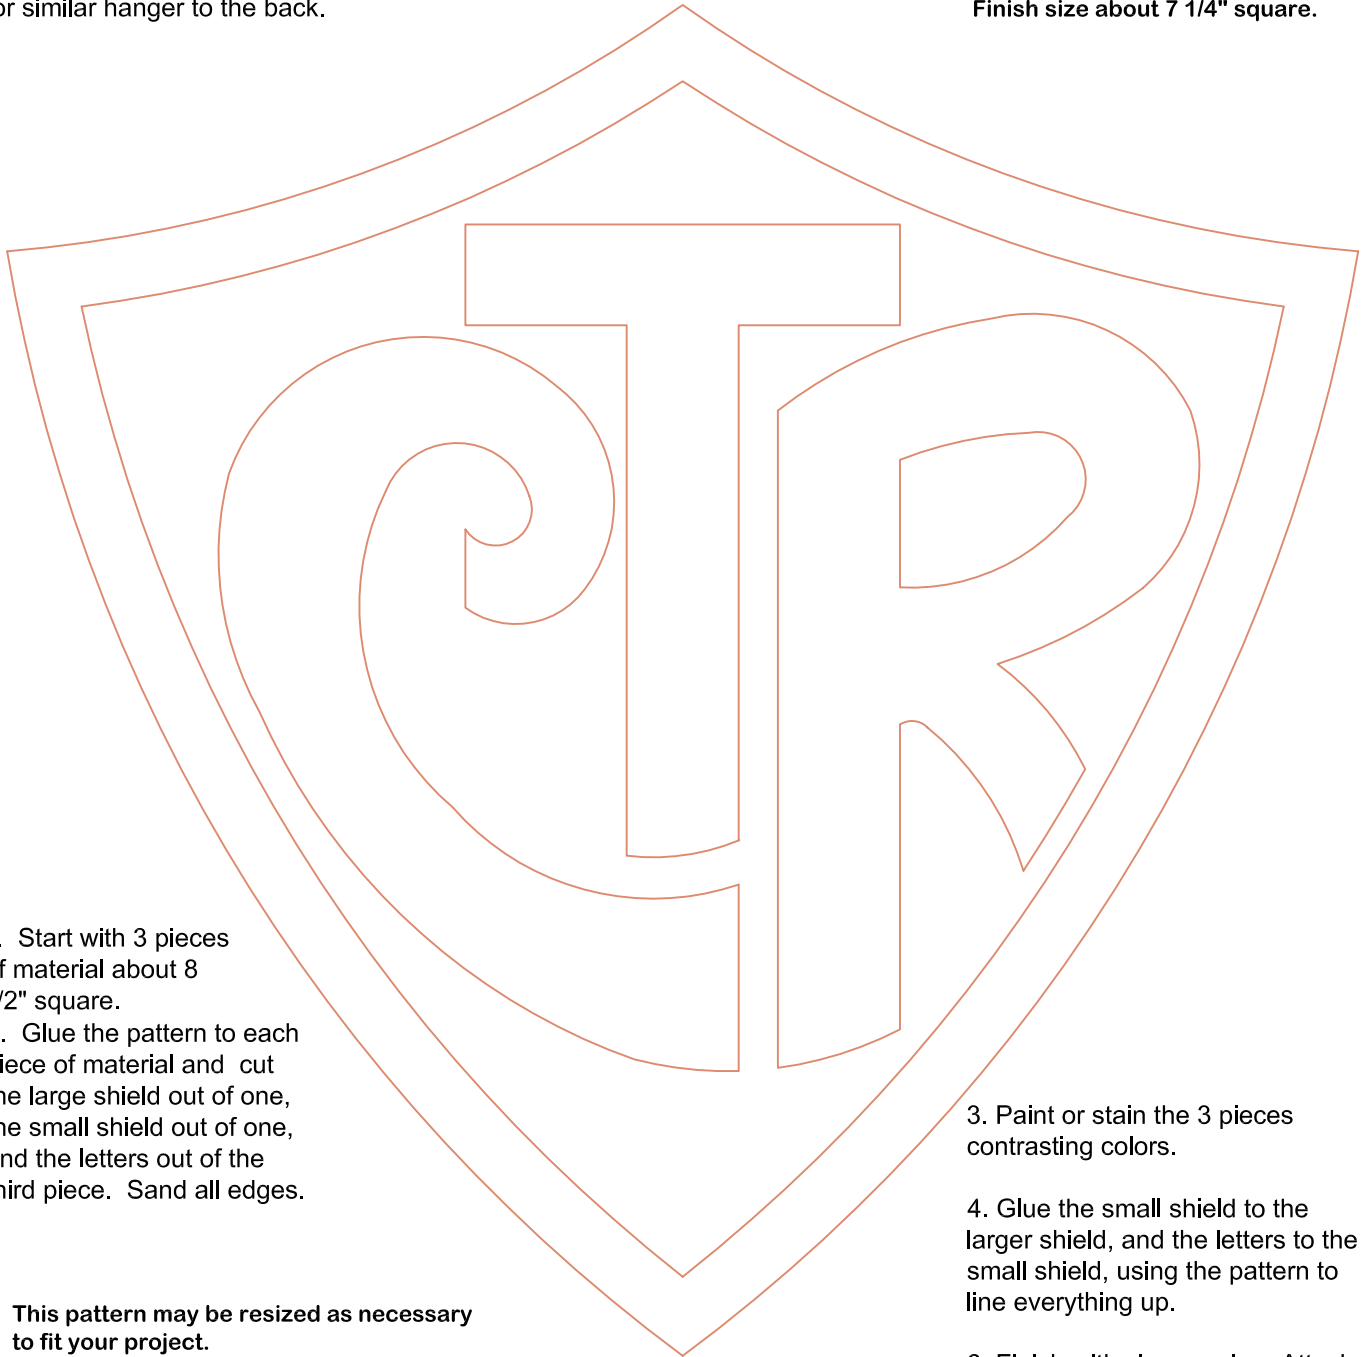 or similar hanger to the back.
Finish size about 7 1/4" square.
CTR
. Start with 3 pieces
f material about 8
/2" square.
. Glue the pattern to each
iece of material and cut
he large shield out of one,
he small shield out of one,
nd the letters out of the
hird piece. Sand all edges.
This pattern may be resized as necessary
to fit your project.
3. Paint or stain the 3 pieces
contrasting colors.
4. Glue the small shield to the
larger shield, and the letters to the
small shield, using the pattern to
line everything up.